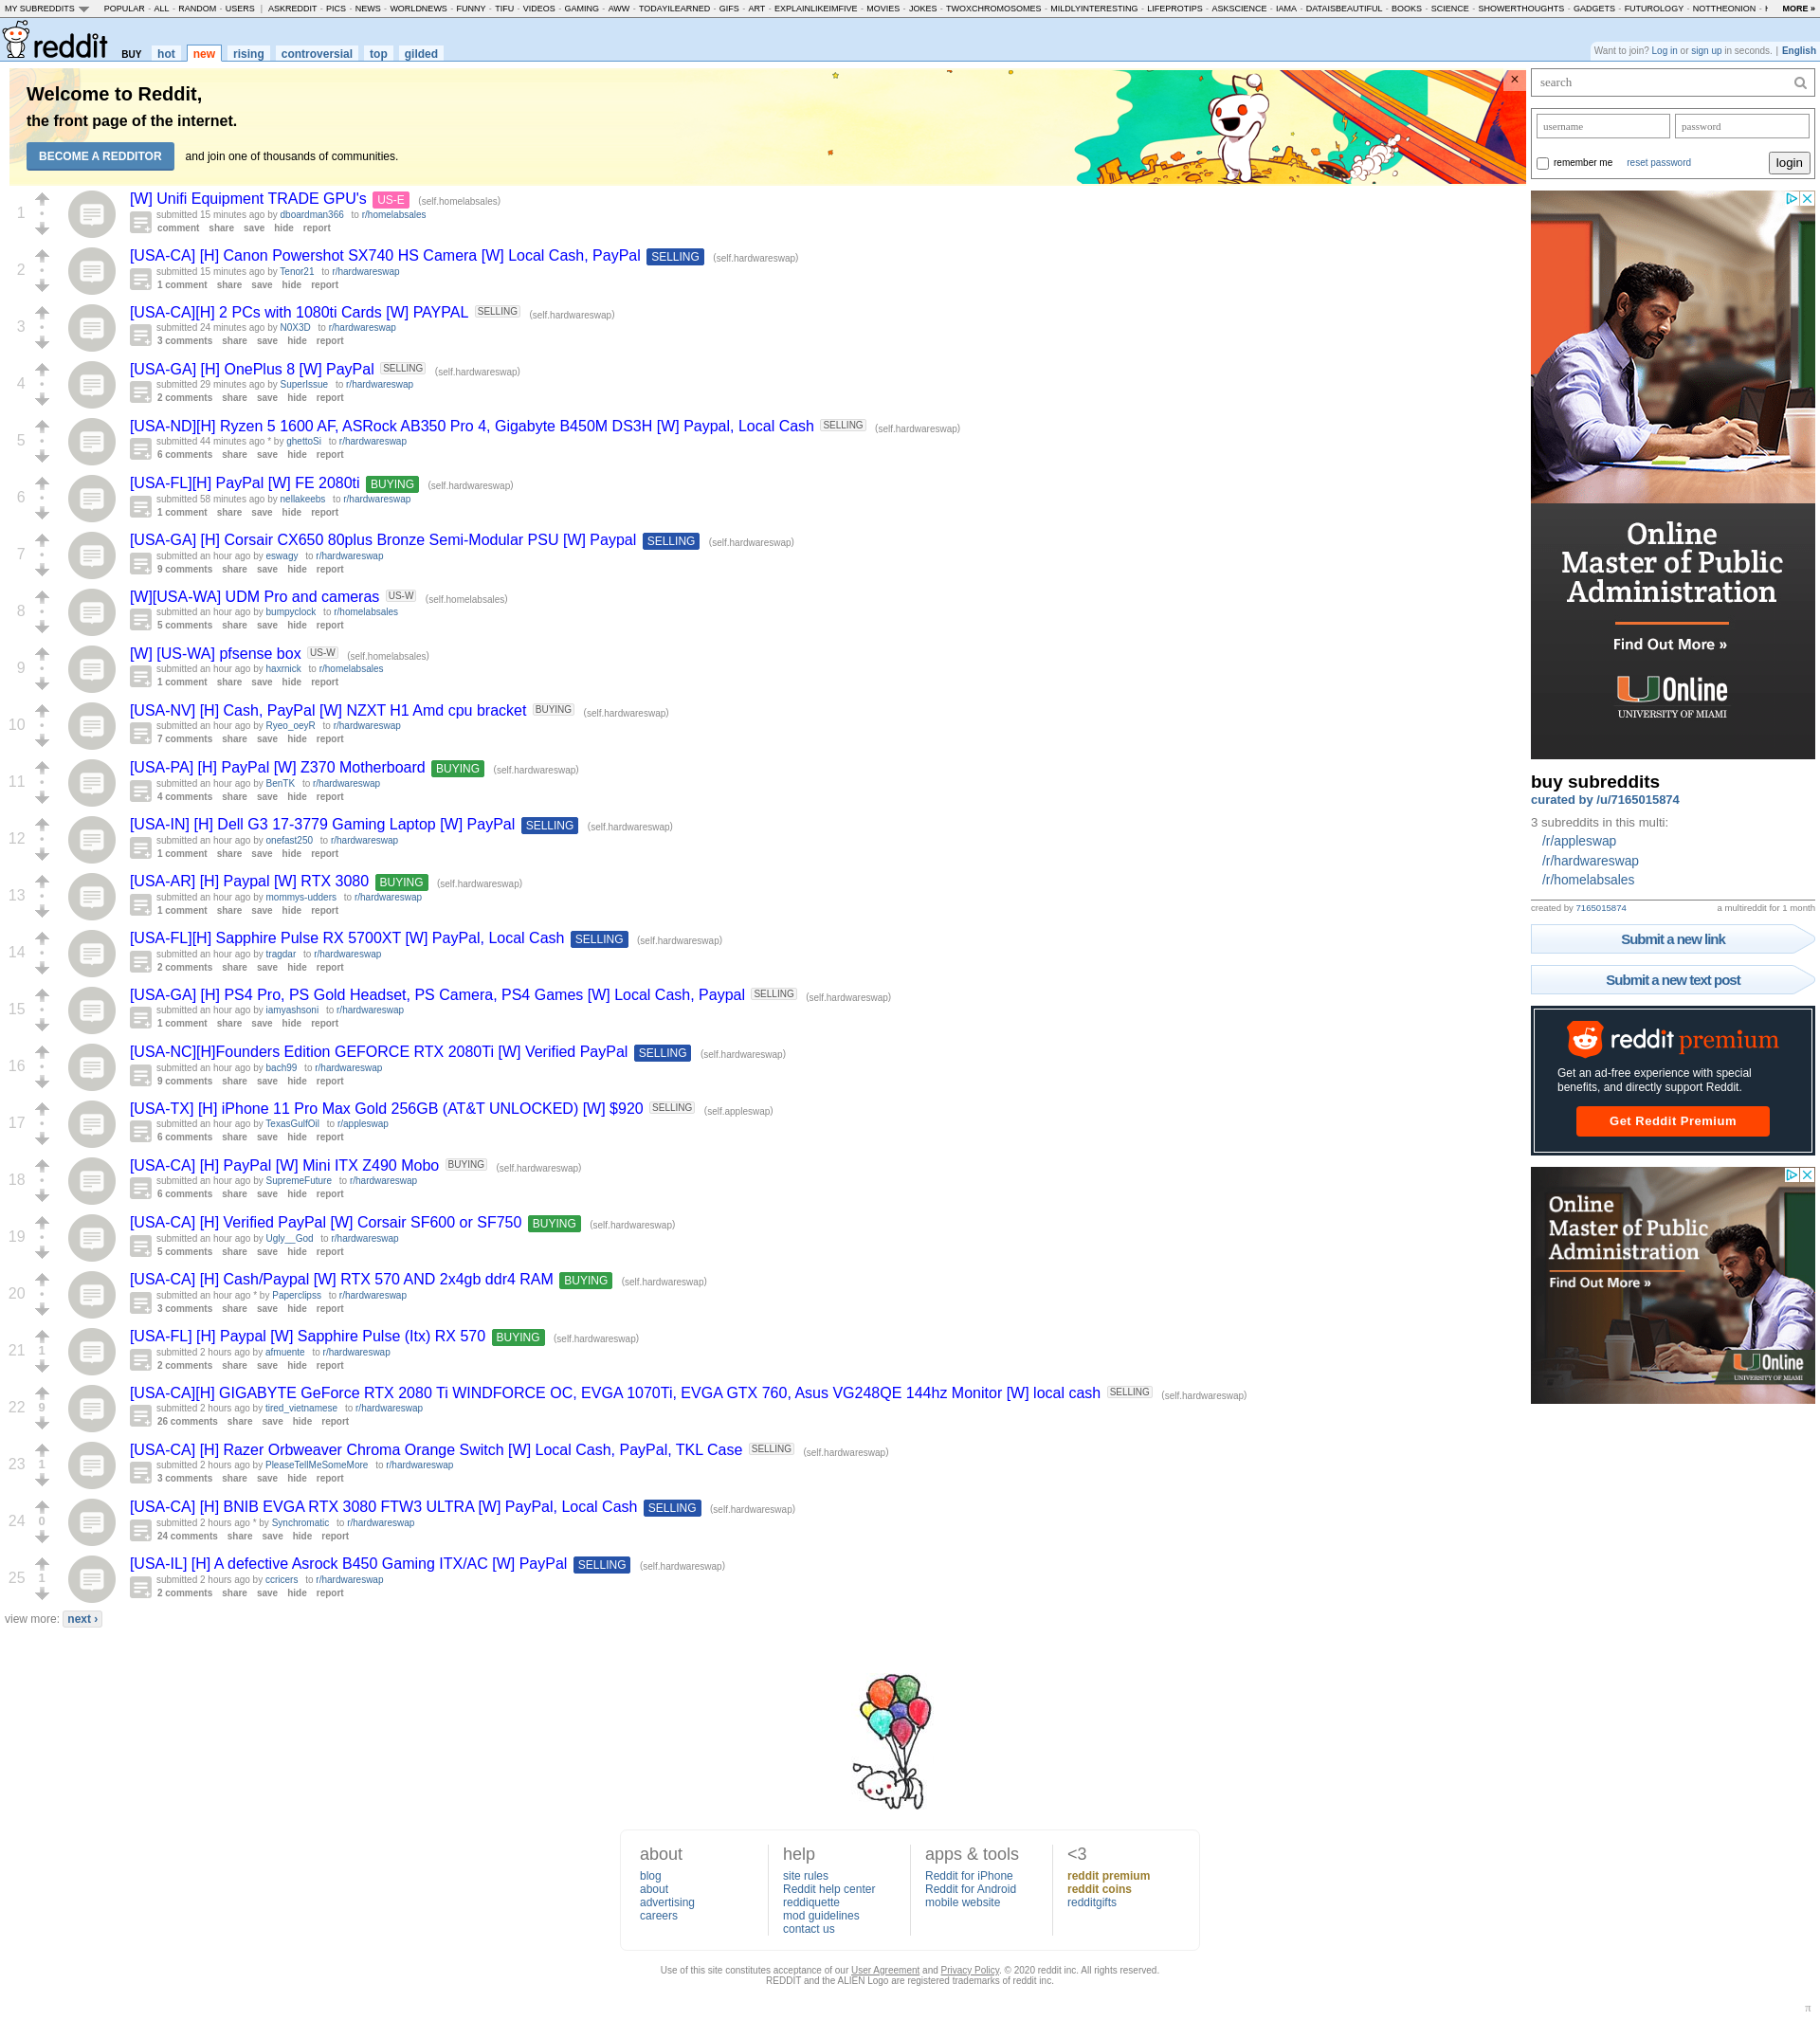 MY SUBREDDITS POPULAR - ALL - RANDOM - USERS | ASKREDDIT - PICS - NEWS - WORLDNEWS - FUNNY - TIFU - VIDEOS - GAMING - AWW - TODAYILEARNED - GIFS - ART - EXPLAINLIKEIMFIVE - MOVIES - JOKES - TWOXCHROMOSOMES - MILDLYINTERESTING - LIFEPROTIPS - ASKSCIENCE - IAMA - DATAISBEAUTIFUL - BOOKS - SCIENCE - SHOWERTHOUGHTS - GADGETS - FUTUROLOGY - NOTTHEONION - MORE »
reddit BUY hot new rising controversial top gilded
Want to join? Log in or sign up in seconds. | English
Welcome to Reddit,
the front page of the internet.
BECOME A REDDITOR and join one of thousands of communities.
×
1
[W] Unifi Equipment TRADE GPU's US-E (self.homelabsales)
submitted 15 minutes ago by dboardman366 to r/homelabsales
comment share save hide report
2
[USA-CA] [H] Canon Powershot SX740 HS Camera [W] Local Cash, PayPal SELLING (self.hardwareswap)
submitted 15 minutes ago by Tenor21 to r/hardwareswap
1 comment share save hide report
3
[USA-CA][H] 2 PCs with 1080ti Cards [W] PAYPAL SELLING (self.hardwareswap)
submitted 24 minutes ago by N0X3D to r/hardwareswap
3 comments share save hide report
4
[USA-GA] [H] OnePlus 8 [W] PayPal SELLING (self.hardwareswap)
submitted 29 minutes ago by SuperIssue to r/hardwareswap
2 comments share save hide report
5
[USA-ND][H] Ryzen 5 1600 AF, ASRock AB350 Pro 4, Gigabyte B450M DS3H [W] Paypal, Local Cash SELLING (self.hardwareswap)
submitted 44 minutes ago * by ghettoSi to r/hardwareswap
6 comments share save hide report
6
[USA-FL][H] PayPal [W] FE 2080ti BUYING (self.hardwareswap)
submitted 58 minutes ago by nellakeebs to r/hardwareswap
1 comment share save hide report
7
[USA-GA] [H] Corsair CX650 80plus Bronze Semi-Modular PSU [W] Paypal SELLING (self.hardwareswap)
submitted an hour ago by eswagy to r/hardwareswap
9 comments share save hide report
8
[W][USA-WA] UDM Pro and cameras US-W (self.homelabsales)
submitted an hour ago by bumpyclock to r/homelabsales
5 comments share save hide report
9
[W] [US-WA] pfsense box US-W (self.homelabsales)
submitted an hour ago by haxrnick to r/homelabsales
1 comment share save hide report
10
[USA-NV] [H] Cash, PayPal [W] NZXT H1 Amd cpu bracket BUYING (self.hardwareswap)
submitted an hour ago by Ryeo_oeyR to r/hardwareswap
7 comments share save hide report
11
[USA-PA] [H] PayPal [W] Z370 Motherboard BUYING (self.hardwareswap)
submitted an hour ago by BenTK to r/hardwareswap
4 comments share save hide report
12
[USA-IN] [H] Dell G3 17-3779 Gaming Laptop [W] PayPal SELLING (self.hardwareswap)
submitted an hour ago by onefast250 to r/hardwareswap
1 comment share save hide report
13
[USA-AR] [H] Paypal [W] RTX 3080 BUYING (self.hardwareswap)
submitted an hour ago by mommys-udders to r/hardwareswap
1 comment share save hide report
14
[USA-FL][H] Sapphire Pulse RX 5700XT [W] PayPal, Local Cash SELLING (self.hardwareswap)
submitted an hour ago by tragdar to r/hardwareswap
2 comments share save hide report
15
[USA-GA] [H] PS4 Pro, PS Gold Headset, PS Camera, PS4 Games [W] Local Cash, Paypal SELLING (self.hardwareswap)
submitted an hour ago by iamyashsoni to r/hardwareswap
1 comment share save hide report
16
[USA-NC][H]Founders Edition GEFORCE RTX 2080Ti [W] Verified PayPal SELLING (self.hardwareswap)
submitted an hour ago by bach99 to r/hardwareswap
9 comments share save hide report
17
[USA-TX] [H] iPhone 11 Pro Max Gold 256GB (AT&T UNLOCKED) [W] $920 SELLING (self.appleswap)
submitted an hour ago by TexasGulfOil to r/appleswap
6 comments share save hide report
18
[USA-CA] [H] PayPal [W] Mini ITX Z490 Mobo BUYING (self.hardwareswap)
submitted an hour ago by SupremeFuture to r/hardwareswap
6 comments share save hide report
19
[USA-CA] [H] Verified PayPal [W] Corsair SF600 or SF750 BUYING (self.hardwareswap)
submitted an hour ago by Ugly__God to r/hardwareswap
5 comments share save hide report
20
[USA-CA] [H] Cash/Paypal [W] RTX 570 AND 2x4gb ddr4 RAM BUYING (self.hardwareswap)
submitted an hour ago * by Paperclipss to r/hardwareswap
3 comments share save hide report
21 1
[USA-FL] [H] Paypal [W] Sapphire Pulse (Itx) RX 570 BUYING (self.hardwareswap)
submitted 2 hours ago by afmuente to r/hardwareswap
2 comments share save hide report
22 9
[USA-CA][H] GIGABYTE GeForce RTX 2080 Ti WINDFORCE OC, EVGA 1070Ti, EVGA GTX 760, Asus VG248QE 144hz Monitor [W] local cash SELLING (self.hardwareswap)
submitted 2 hours ago by tired_vietnamese to r/hardwareswap
26 comments share save hide report
23 1
[USA-CA] [H] Razer Orbweaver Chroma Orange Switch [W] Local Cash, PayPal, TKL Case SELLING (self.hardwareswap)
submitted 2 hours ago by PleaseTellMeSomeMore to r/hardwareswap
3 comments share save hide report
24 0
[USA-CA] [H] BNIB EVGA RTX 3080 FTW3 ULTRA [W] PayPal, Local Cash SELLING (self.hardwareswap)
submitted 2 hours ago * by Synchromatic to r/hardwareswap
24 comments share save hide report
25 1
[USA-IL] [H] A defective Asrock B450 Gaming ITX/AC [W] PayPal SELLING (self.hardwareswap)
submitted 2 hours ago by ccricers to r/hardwareswap
2 comments share save hide report
view more: next ›
search
username password
remember me reset password login
Online
Master of Public
Administration
Find Out More »
U Online
UNIVERSITY OF MIAMI
buy subreddits
curated by /u/7165015874
3 subreddits in this multi:
/r/appleswap
/r/hardwareswap
/r/homelabsales
created by 7165015874 a multireddit for 1 month
Submit a new link
Submit a new text post
reddit premium
Get an ad-free experience with special
benefits, and directly support Reddit.
Get Reddit Premium
Online
Master of Public
Administration
Find Out More »
U Online
UNIVERSITY OF MIAMI
about
blog
about
advertising
careers
help
site rules
Reddit help center
reddiquette
mod guidelines
contact us
apps & tools
Reddit for iPhone
Reddit for Android
mobile website
<3
reddit premium
reddit coins
redditgifts
Use of this site constitutes acceptance of our User Agreement and Privacy Policy. © 2020 reddit inc. All rights reserved.
REDDIT and the ALIEN Logo are registered trademarks of reddit inc.
π